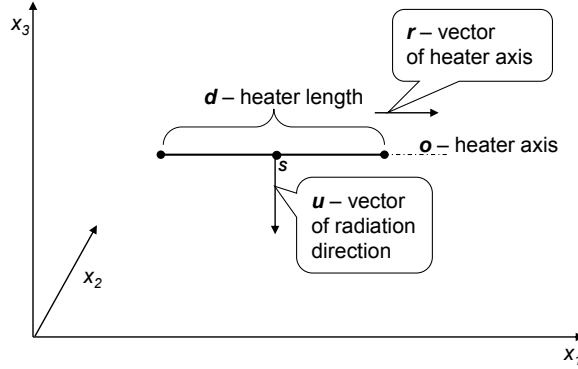 x3
r – vector
of heater axis
d – heater length
o – heater axis
s
u – vector
of radiation
direction
x2
x1